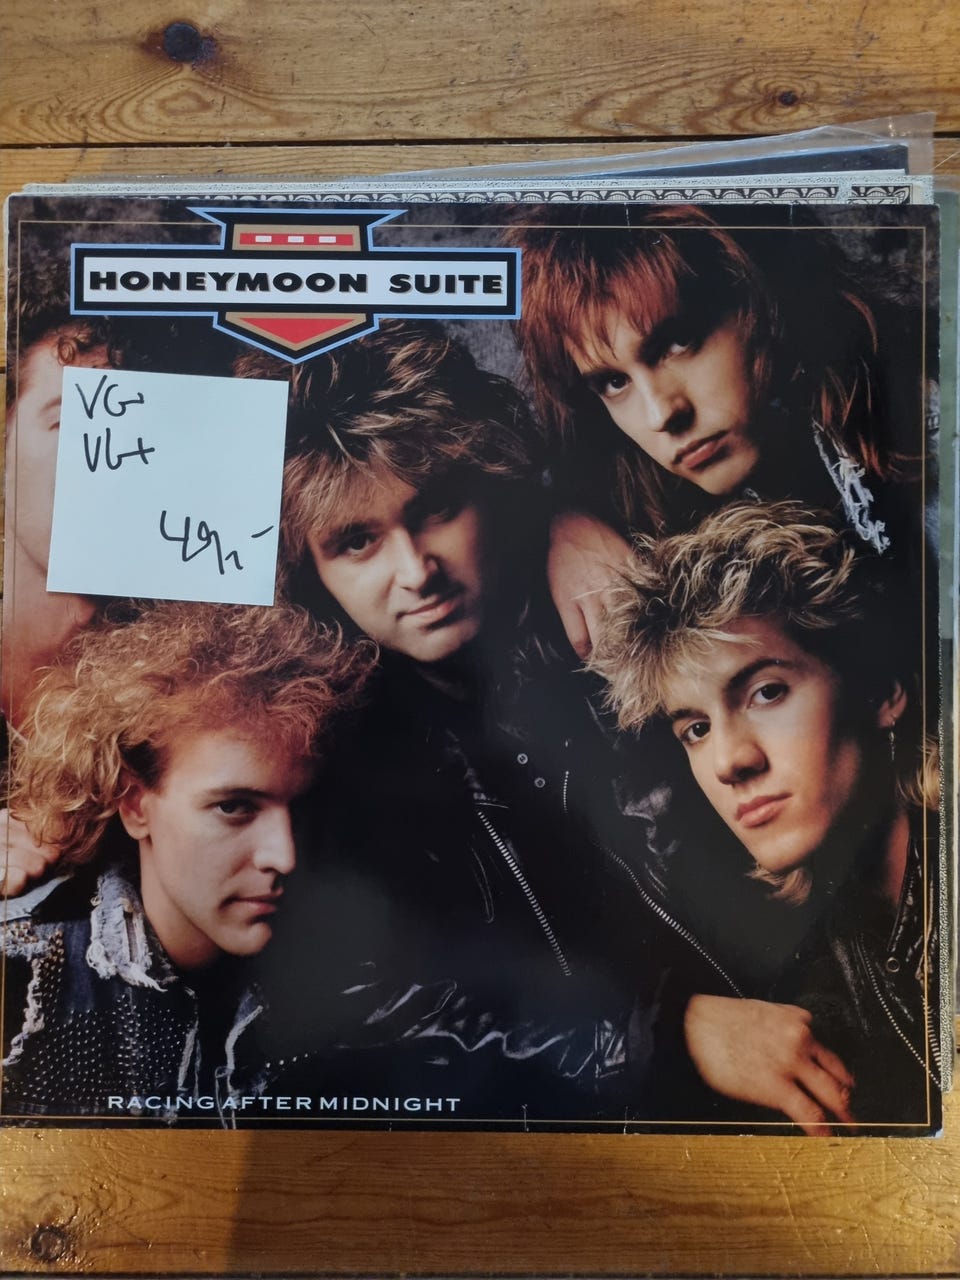 HONEYMOON SUITE
VG
VG+
49,-
RACING AFTER MIDNIGHT